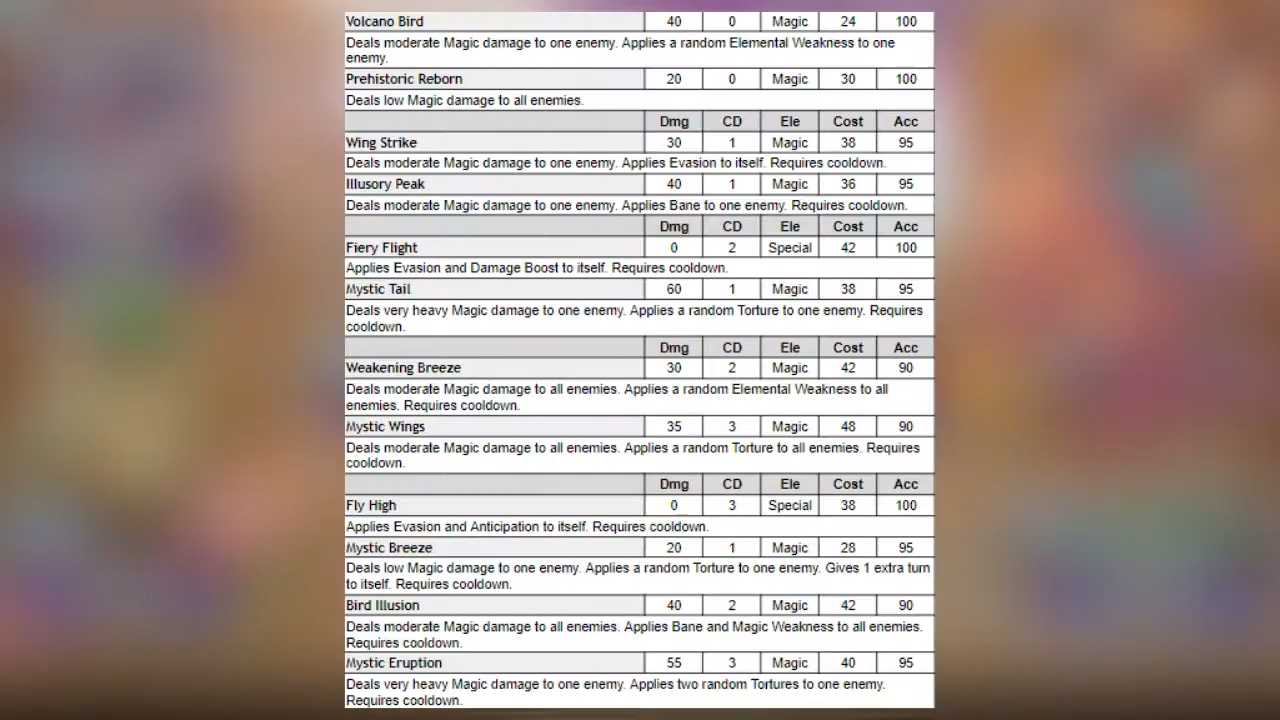 Volcano Bird 40 0 Magic 24 100
Deals moderate Magic damage to one enemy. Applies a random Elemental Weakness to one
enemy.
Prehistoric Reborn 20 0 Magic 30 100
Deals low Magic damage to all enemies.
Dmg CD Ele Cost Acc
Wing Strike 30 1 Magic 38 95
Deals moderate Magic damage to one enemy. Applies Evasion to itself. Requires cooldown.
Illusory Peak 40 1 Magic 36 95
Deals moderate Magic damage to one enemy. Applies Bane to one enemy. Requires cooldown.
Dmg CD Ele Cost Acc
Fiery Flight 0 2 Special 42 100
Applies Evasion and Damage Boost to itself. Requires cooldown.
Mystic Tail 60 1 Magic 38 95
Deals very heavy Magic damage to one enemy. Applies a random Torture to one enemy. Requires
cooldown.
Dmg CD Ele Cost Acc
Weakening Breeze 30 2 Magic 42 90
Deals moderate Magic damage to all enemies. Applies a random Elemental Weakness to all
enemies. Requires cooldown.
Mystic Wings 35 3 Magic 48 90
Deals moderate Magic damage to all enemies. Applies a random Torture to all enemies. Requires
cooldown.
Dmg CD Ele Cost Acc
Fly High 0 3 Special 38 100
Applies Evasion and Anticipation to itself. Requires cooldown.
Mystic Breeze 20 1 Magic 28 95
Deals low Magic damage to one enemy. Applies a random Torture to one enemy. Gives 1 extra turn
to itself. Requires cooldown.
Bird Illusion 40 2 Magic 42 90
Deals moderate Magic damage to all enemies. Applies Bane and Magic Weakness to all enemies.
Requires cooldown.
Mystic Eruption 55 3 Magic 40 95
Deals very heavy Magic damage to one enemy. Applies two random Tortures to one enemy.
Requires cooldown.